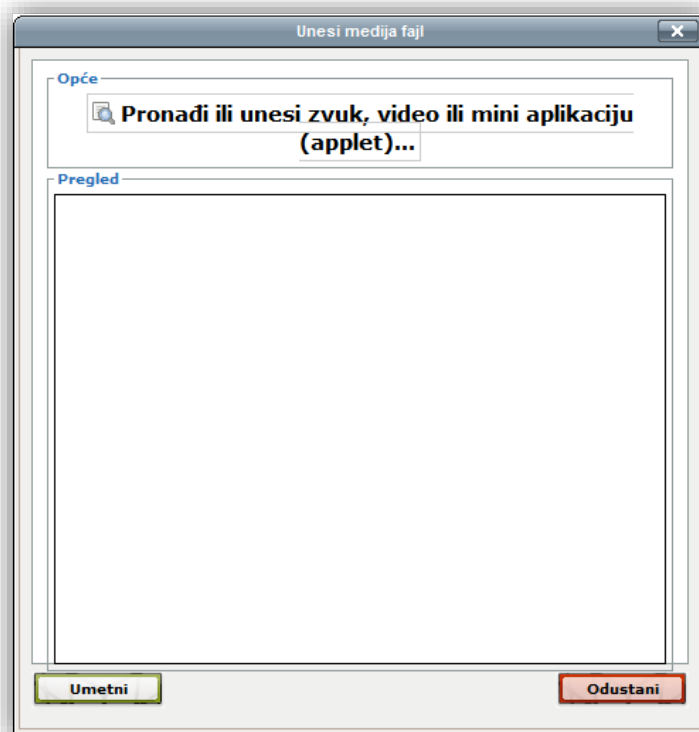 Unesi medija fajl
Opće
Pronađi ili unesi zvuk, video ili mini aplikaciju
(applet)...
Pregled
Umetni
Odustani